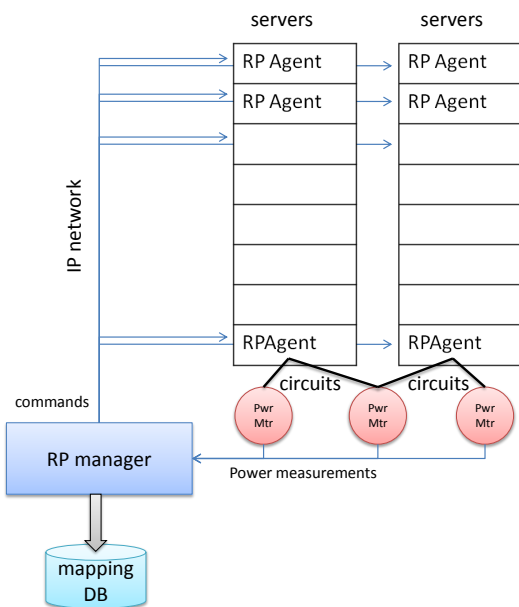 servers
servers
RP Agent
RP Agent
RP Agent
RP Agent
IP network
RPAgent
RPAgent
circuits
circuits
commands
Pwr
Mtr
Pwr
Mtr
Pwr
Mtr
RP manager
Power measurements
mapping
DB